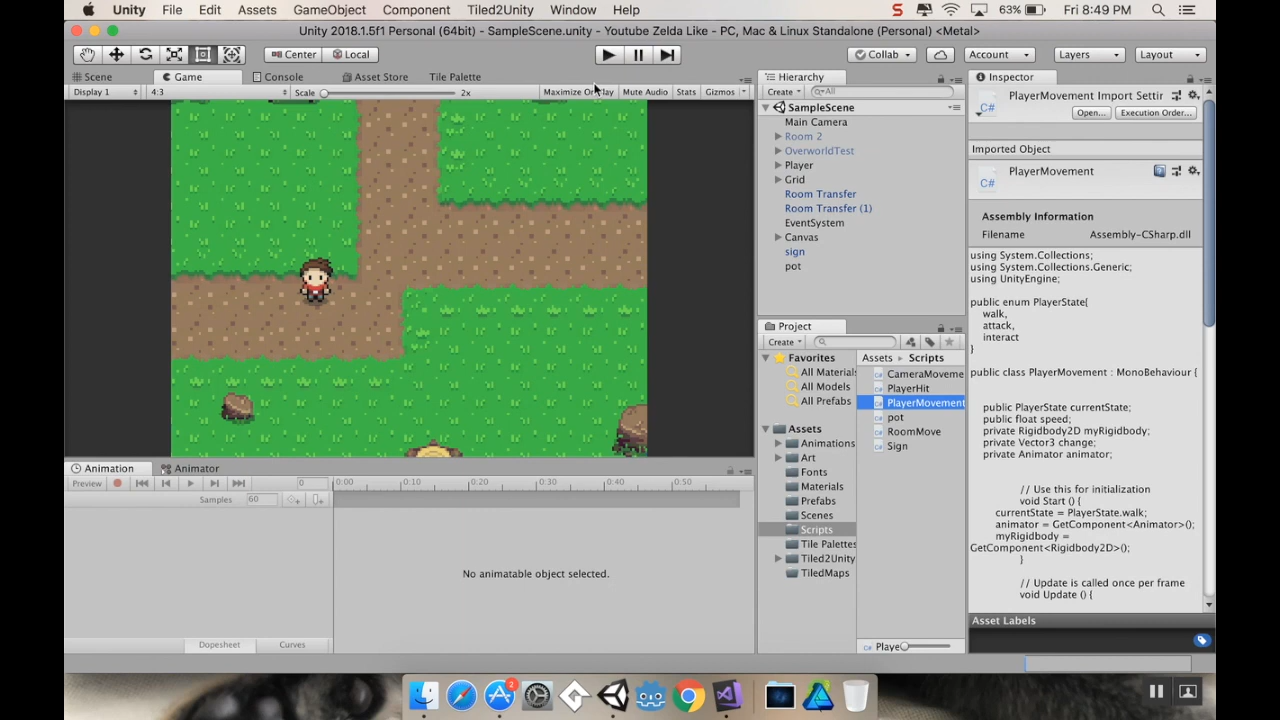 Unity File Edit Assets GameObject Component Tiled2Unity Window Help 63% Fri 8:49 PM
Unity 2018.1.5f1 Personal (64bit) - SampleScene.unity - Youtube Zelda Like - PC, Mac & Linux Standalone (Personal) <Metal>
Center Local Collab Account Layers Layout
Scene Game Console Asset Store Tile Palette
Display 1 4:3 Scale 2x Mute Audio Stats Gizmos
Hierarchy
Create All
SampleScene
Main Camera
Room 2
OverworldTest
Player
Grid
Room Transfer
Room Transfer (1)
EventSystem
Canvas
sign
pot
Project
Create
Favorites
All Materials
All Models
All Prefabs
Assets
Animations
Art
Fonts
Materials
Prefabs
Scenes
Scripts
Tile Palettes
Tiled2Unity
TiledMaps
Assets Scripts
CameraMoveme
PlayerHit
PlayerMovement
pot
RoomMove
Sign
Playe
Inspector
PlayerMovement Import Settir
Open... Execution Order...
Imported Object
PlayerMovement
C#
Assembly Information
Filename Assembly-CSharp.dll
using System.Collections;
using System.Collections.Generic;
using UnityEngine;
public enum PlayerState{
walk,
attack,
interact
}
public class PlayerMovement : MonoBehaviour {
public PlayerState currentState;
public float speed;
private Rigidbody2D myRigidbody;
private Vector3 change;
private Animator animator;
// Use this for initialization
void Start () {
currentState = PlayerState.walk;
animator = GetComponent<Animator>();
myRigidbody =
GetComponent<Rigidbody2D>();
}
// Update is called once per frame
void Update () {
Asset Labels
Animation Animator
Preview 0 0:00 0:10 0:20 0:30 0:40 0:50
Samples 60
No animatable object selected.
Dopesheet Curves
2